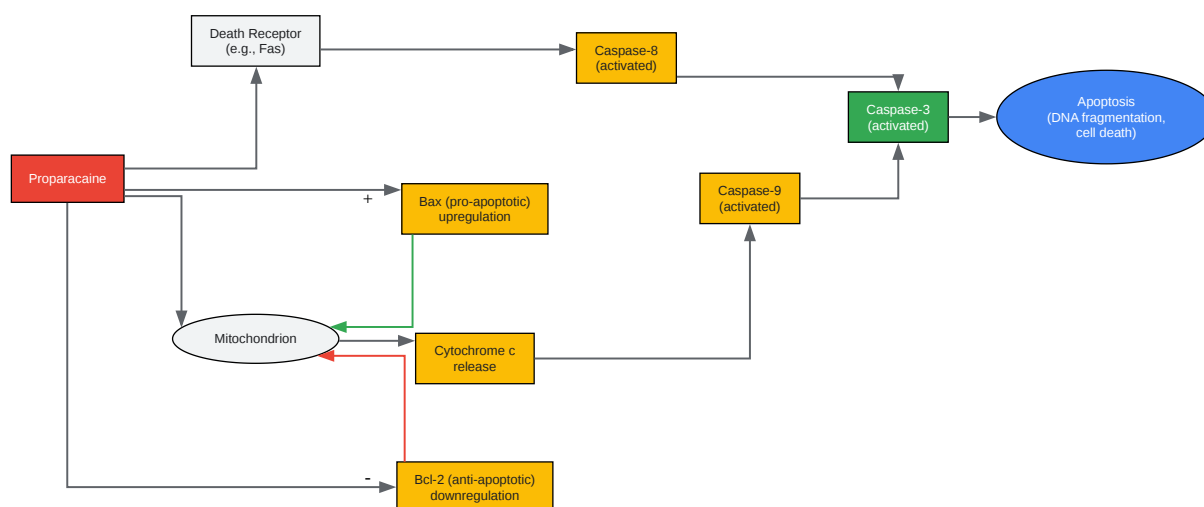 Death Receptor
(e.g., Fas)
Caspase-8
(activated)
Caspase-3
(activated)
Apoptosis
(DNA fragmentation,
cell death)
Proparacaine
+
Bax (pro-apoptotic)
upregulation
Caspase-9
(activated)
Mitochondrion
Cytochrome c
release
-
Bcl-2 (anti-apoptotic)
downregulation